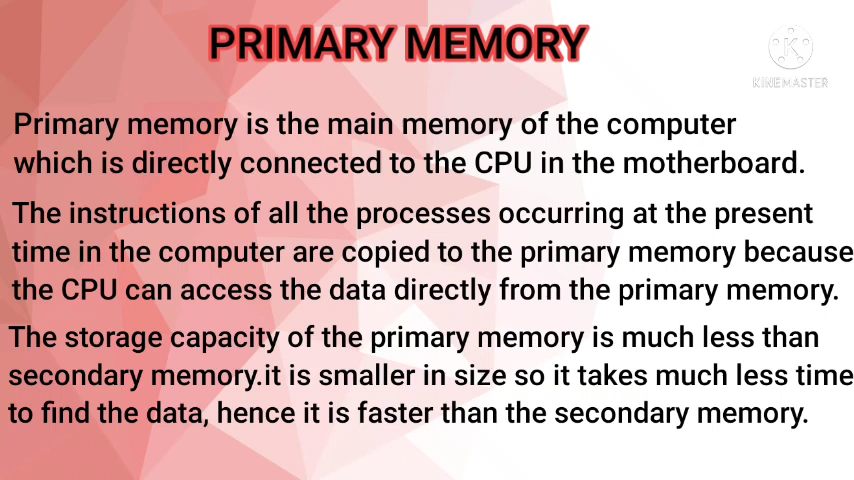 PRIMARY MEMORY
KINEMASTER
Primary memory is the main memory of the computer
which is directly connected to the CPU in the motherboard.
The instructions of all the processes occurring at the present
time in the computer are copied to the primary memory because
the CPU can access the data directly from the primary memory.
The storage capacity of the primary memory is much less than
secondary memory.it is smaller in size so it takes much less time
to find the data, hence it is faster than the secondary memory.